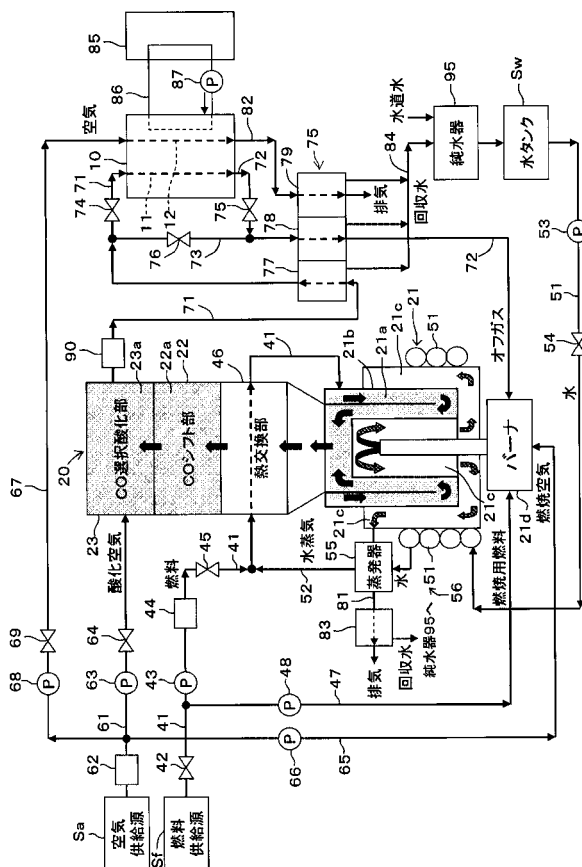 67
空気
10
71
74
11
12
86
85
87
P
82
72
75
76
73
79
75
78
77
排気
回収水
84
水道水
95
純水器
Sw
水タンク
P
53
51
54
水
72
オフガス
71
90
20
23
23a
CO選択酸化部
22a
22
COシフト部
46
熱交換部
41
21b
21a
21c
21
51
21c
21c
55
蒸発器
水
51
56
バーナ
21d
燃焼空気
燃焼用燃料
52
水蒸気
81
83
排気
回収水
純水器95へ
酸化空気
燃料
45
41
44
69
P
68
64
P
63
61
62
P
43
41
42
P
48
47
P
66
65
Sa
空気
供給源
Sf
燃料
供給源